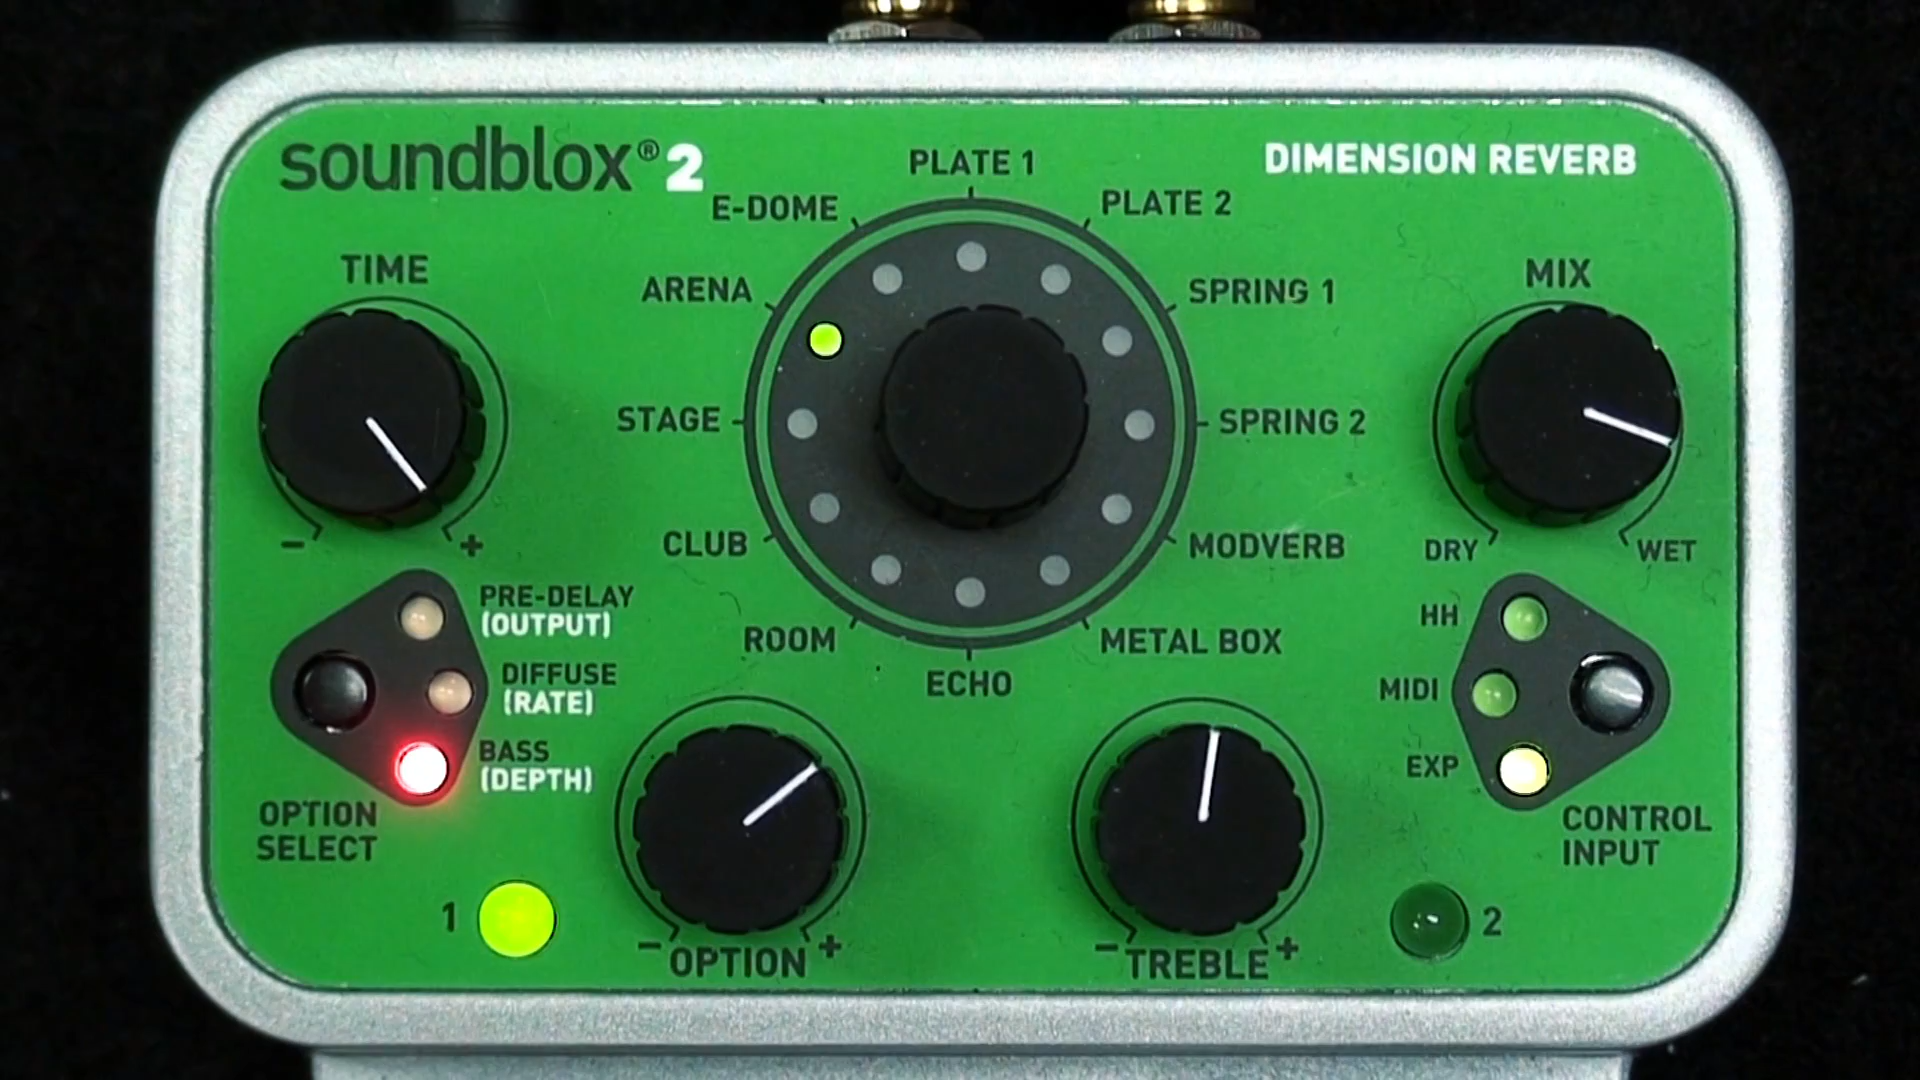 soundblox® 2
DIMENSION REVERB
PLATE 1
E-DOME
PLATE 2
TIME
ARENA
SPRING 1
MIX
STAGE
SPRING 2
- +
CLUB
MODVERB
DRY
WET
PRE-DELAY
(OUTPUT)
HH
ROOM
METAL BOX
ECHO
DIFFUSE
(RATE)
MIDI
BASS
(DEPTH)
EXP
OPTION
SELECT
CONTROL
INPUT
1
2
- OPTION +
- TREBLE +